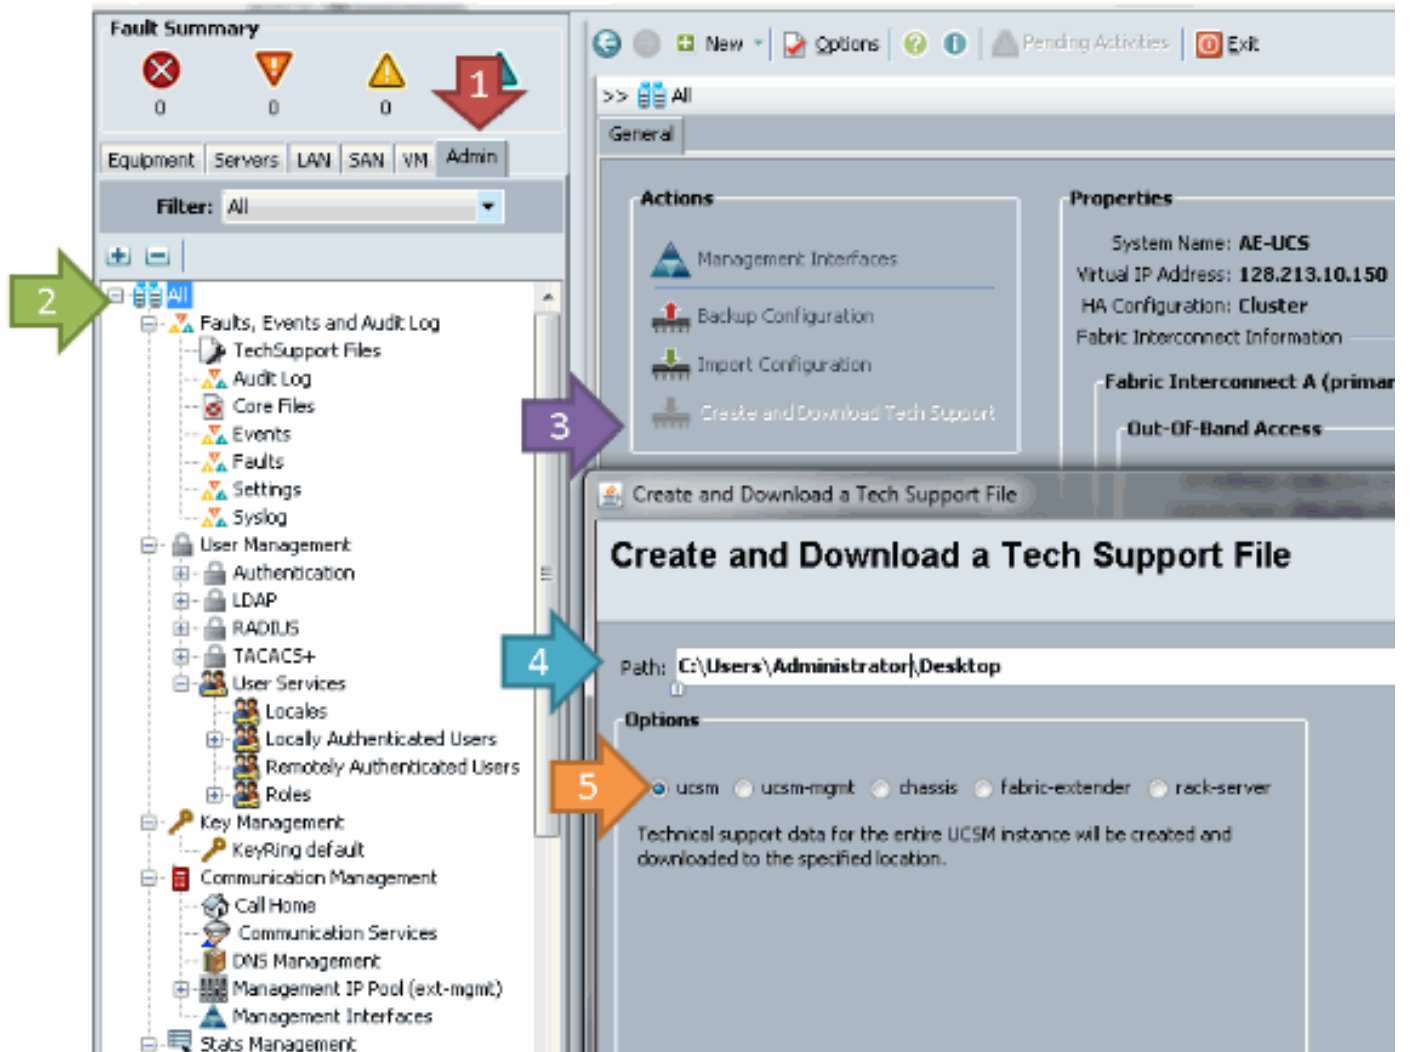 Fault Summary
0
0
0
1
Equipment Servers LAN SAN VM Admin
Filter: All
2
All
Faults, Events and Audit Log
TechSupport Files
Audit Log
Core Files
Events
Faults
Settings
Syslog
User Management
Authentication
LDAP
RADIUS
TACACS+
User Services
Locales
Locally Authenticated Users
Remotely Authenticated Users
Roles
Key Management
KeyRing default
Communication Management
Call Home
Communication Services
DNS Management
Management IP Pool (ext-mgmt)
Management Interfaces
Stats Management
New Options Pending Activities Exit
>> All
General
Actions
Management Interfaces
Backup Configuration
Import Configuration
3
Create and Download Tech Support
Properties
System Name: AE-UCS
Virtual IP Address: 128.213.10.150
HA Configuration: Cluster
Fabric Interconnect Information
Fabric Interconnect A (primar
Out-Of-Band Access
Create and Download a Tech Support File
Create and Download a Tech Support File
4
Path: C:\Users\Administrator\Desktop
Options
5
ucsm ucsm-mgmt chassis fabric-extender rack-server
Technical support data for the entire UCSM instance will be created and
downloaded to the specified location.